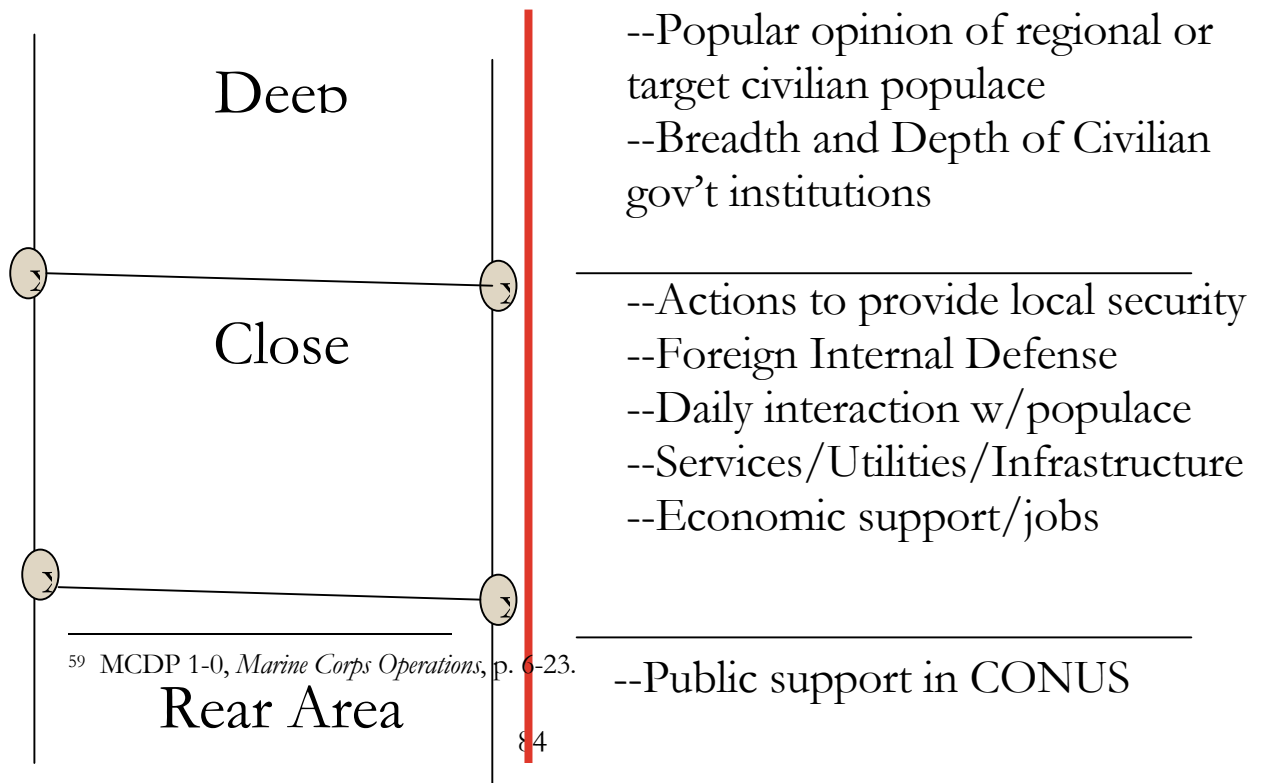 Deep
--Popular opinion of regional or
target civilian populace
--Breadth and Depth of Civilian
gov’t institutions
Close
--Actions to provide local security
--Foreign Internal Defense
--Daily interaction w/populace
--Services/Utilities/Infrastructure
--Economic support/jobs
59 MCDP 1-0, Marine Corps Operations, p. 6-23.
Rear Area
--Public support in CONUS
84